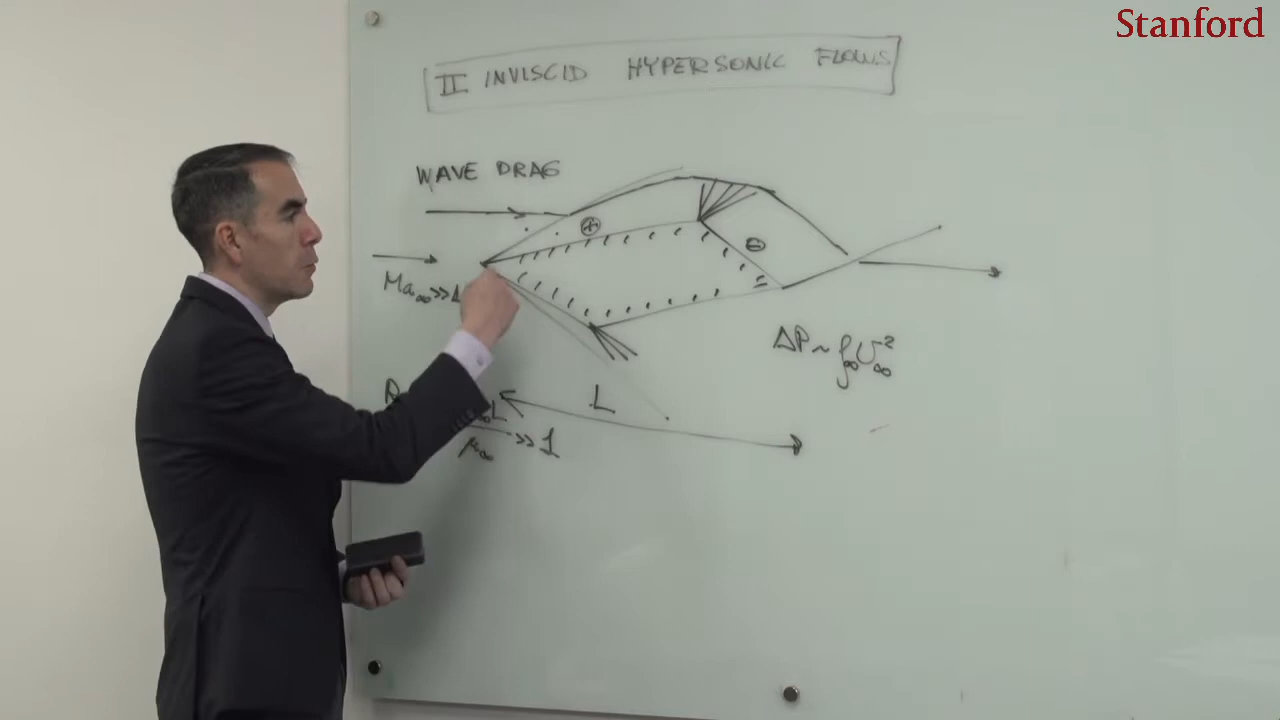 Stanford
II INVISCID HYPERSONIC FLOWS
WAVE DRAG
⊕
⊖
Ma∞>>1
ΔP~ρ∞U∞²
L
L
μ∞ >>1